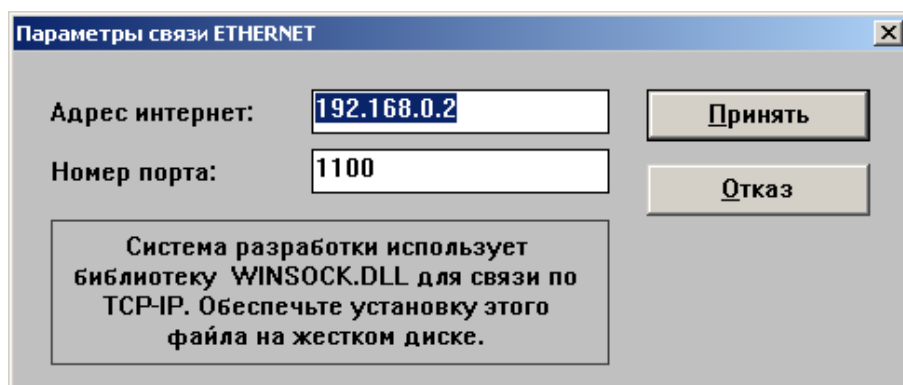 Параметры связи ETHERNET
Адрес интернет: 192.168.0.2
Принять
Номер порта: 1100
Отказ
Система разработки использует
библиотеку WINSOCK.DLL для связи по
TCP-IP. Обеспечьте установку этого
файла на жестком диске.